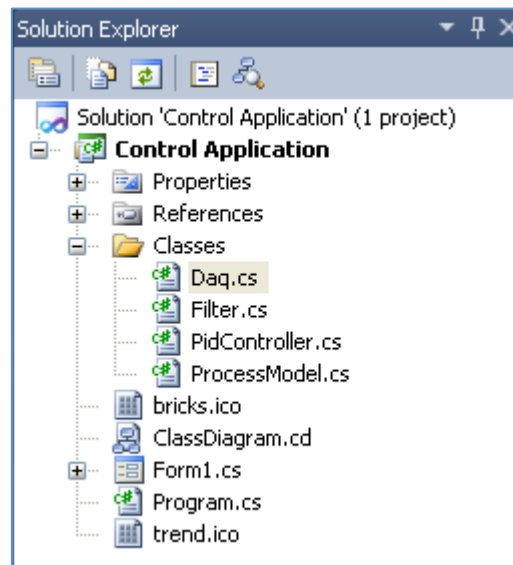 Solution Explorer
Solution 'Control Application' (1 project)
Control Application
Properties
References
Classes
Daq.cs
Filter.cs
PidController.cs
ProcessModel.cs
bricks.ico
ClassDiagram.cd
Form1.cs
Program.cs
trend.ico